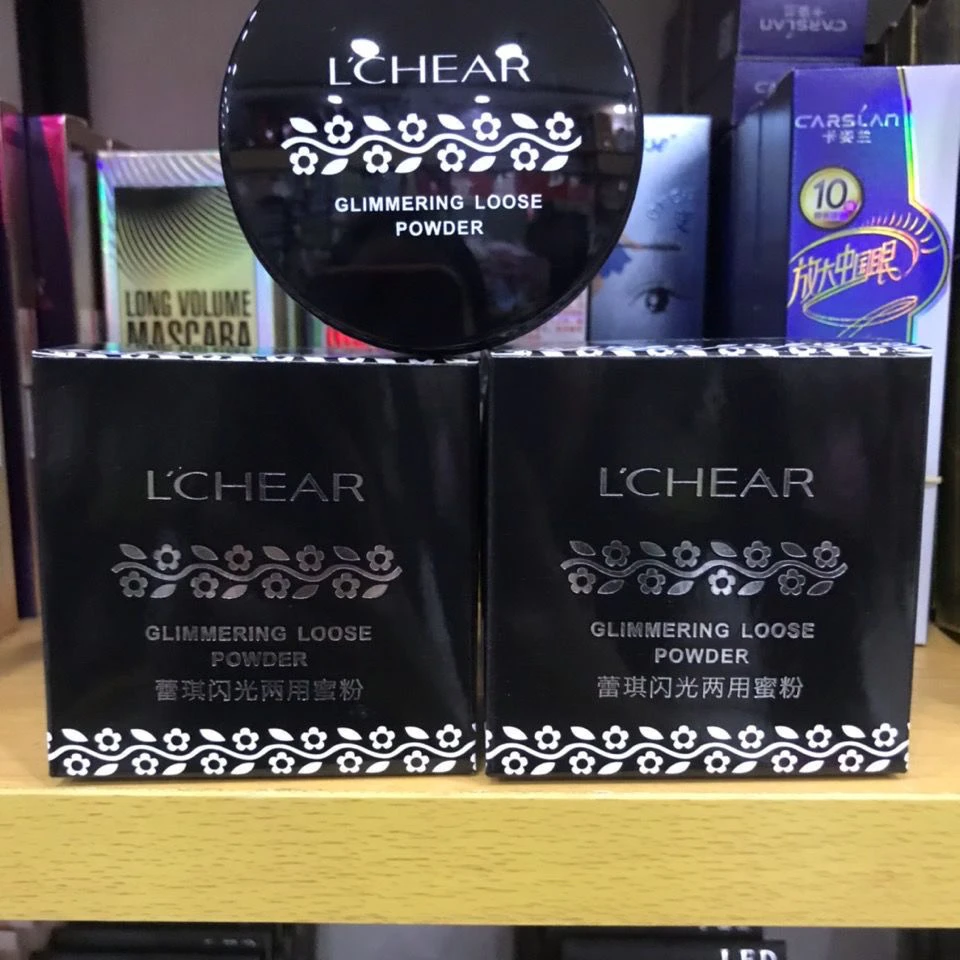 L'CHEAR
GLIMMERING LOOSE
POWDER
CARSLAN
CARSLAN
卡姿兰
10
放大中国眼
LONG VOLUME
MASCARA
L'CHEAR
GLIMMERING LOOSE
POWDER
蕾琪闪光两用蜜粉
L'CHEAR
GLIMMERING LOOSE
POWDER
蕾琪闪光两用蜜粉